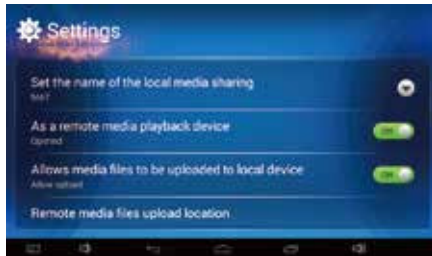 Settings
Set the name of the local media sharing
As a remote media playback device
Opened
ON
Allows media files to be uploaded to local device
Allow upload
ON
Remote media files upload location